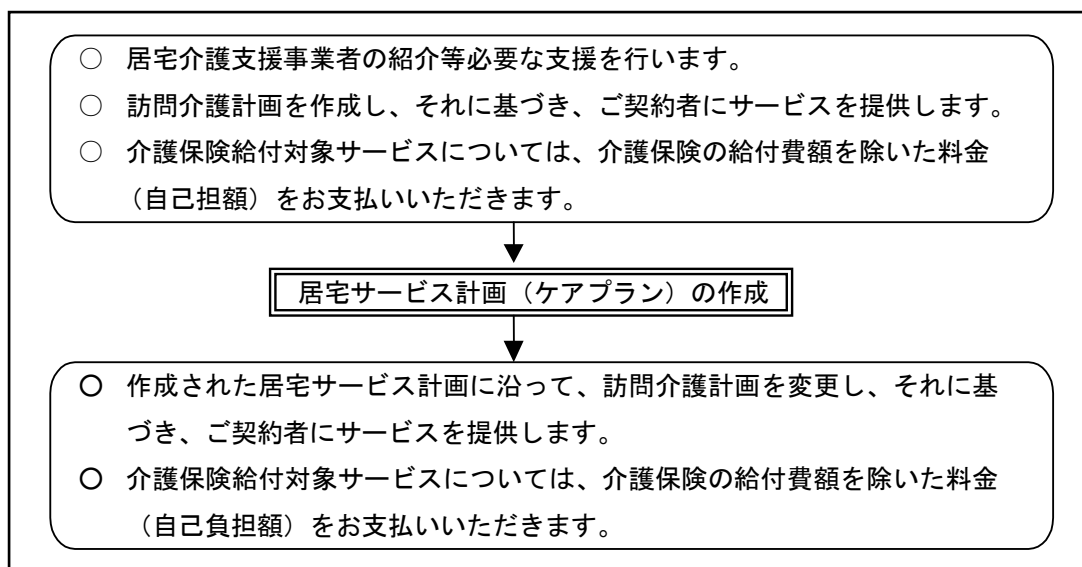 ○ 居宅介護支援事業者の紹介等必要な支援を行います。
○ 訪問介護計画を作成し、それに基づき、ご契約者にサービスを提供します。
○ 介護保険給付対象サービスについては、介護保険の給付費額を除いた料金
（自己担額）をお支払いいただきます。
居宅サービス計画（ケアプラン）の作成
○ 作成された居宅サービス計画に沿って、訪問介護計画を変更し、それに基
づき、ご契約者にサービスを提供します。
○ 介護保険給付対象サービスについては、介護保険の給付費額を除いた料金
（自己負担額）をお支払いいただきます。